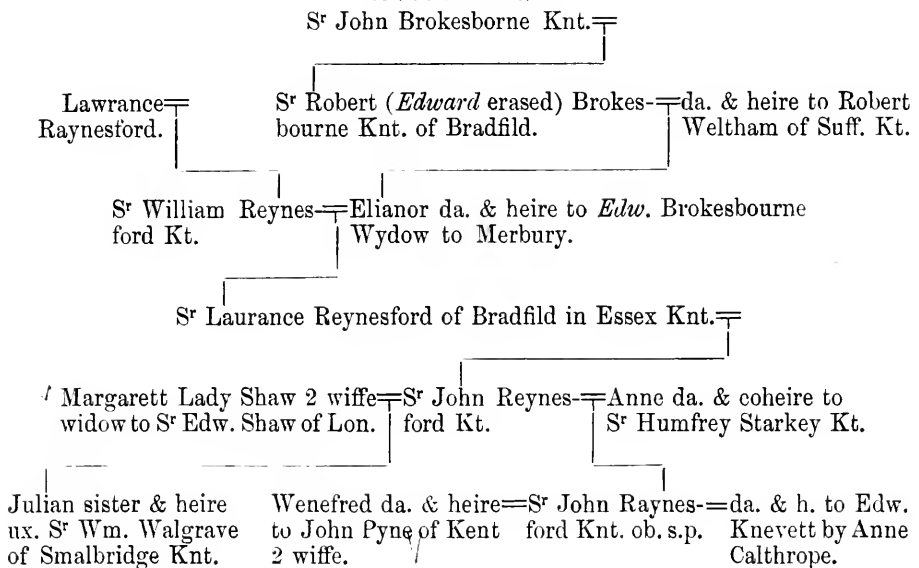 Sʳ John Brokesborne Knt.
Lawrance
Raynesford.
Sʳ Robert (Edward erased) Brokes-
bourne Knt. of Bradfild.
da. & heire to Robert
Weltham of Suff. Kt.
Sʳ William Reynes-
ford Kt.
Elianor da. & heire to Edw. Brokesbourne
Wydow to Merbury.
Sʳ Laurance Reynesford of Bradfild in Essex Knt.
Margarett Lady Shaw 2 wiffe
widow to Sʳ Edw. Shaw of Lon.
Sʳ John Reynes-
ford Kt.
Anne da. & coheire to
Sʳ Humfrey Starkey Kt.
Julian sister & heire
ux. Sʳ Wm. Walgrave
of Smalbridge Knt.
Wenefred da. & heire
to John Pyne of Kent
2 wiffe.
Sʳ John Raynes-
ford Knt. ob. s.p.
da. & h. to Edw.
Knevett by Anne
Calthrope.